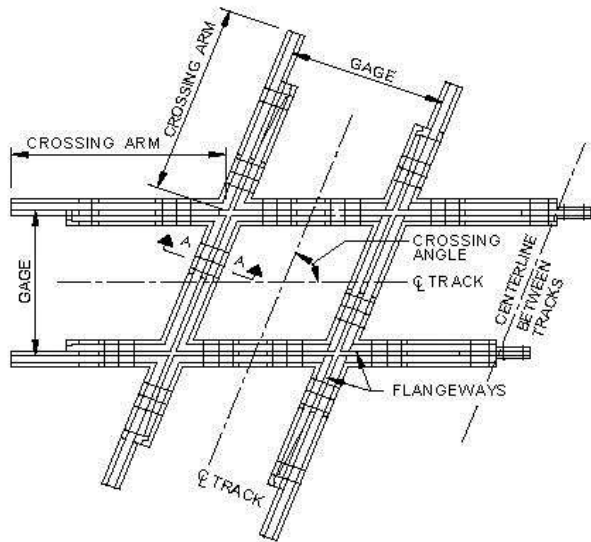 CROSSING ARM
GAGE
CROSSING ARM
A
A
CROSSING
ANGLE
GAGE
℄ TRACK
CENTERLINE
BETWEEN
TRACKS
FLANGEWAYS
℄ TRACK